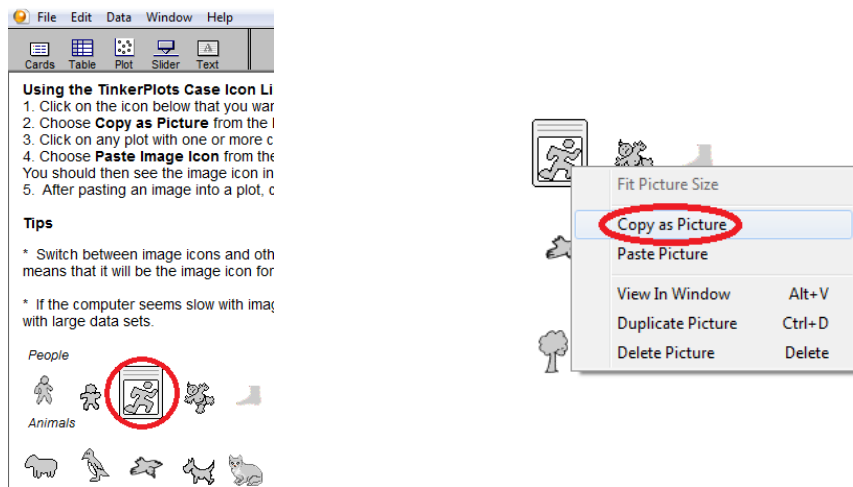 File Edit Data Window Help
Cards Table Plot Slider Text
Using the TinkerPlots Case Icon Li
1. Click on the icon below that you war
2. Choose Copy as Picture from the
3. Click on any plot with one or more c
4. Choose Paste Image Icon from the
You should then see the image icon in
5. After pasting an image into a plot, c
Tips
* Switch between image icons and oth
means that it will be the image icon for
* If the computer seems slow with imag
with large data sets.
People
Animals
Fit Picture Size
Copy as Picture
Paste Picture
View In Window Alt+V
Duplicate Picture Ctrl+D
Delete Picture Delete